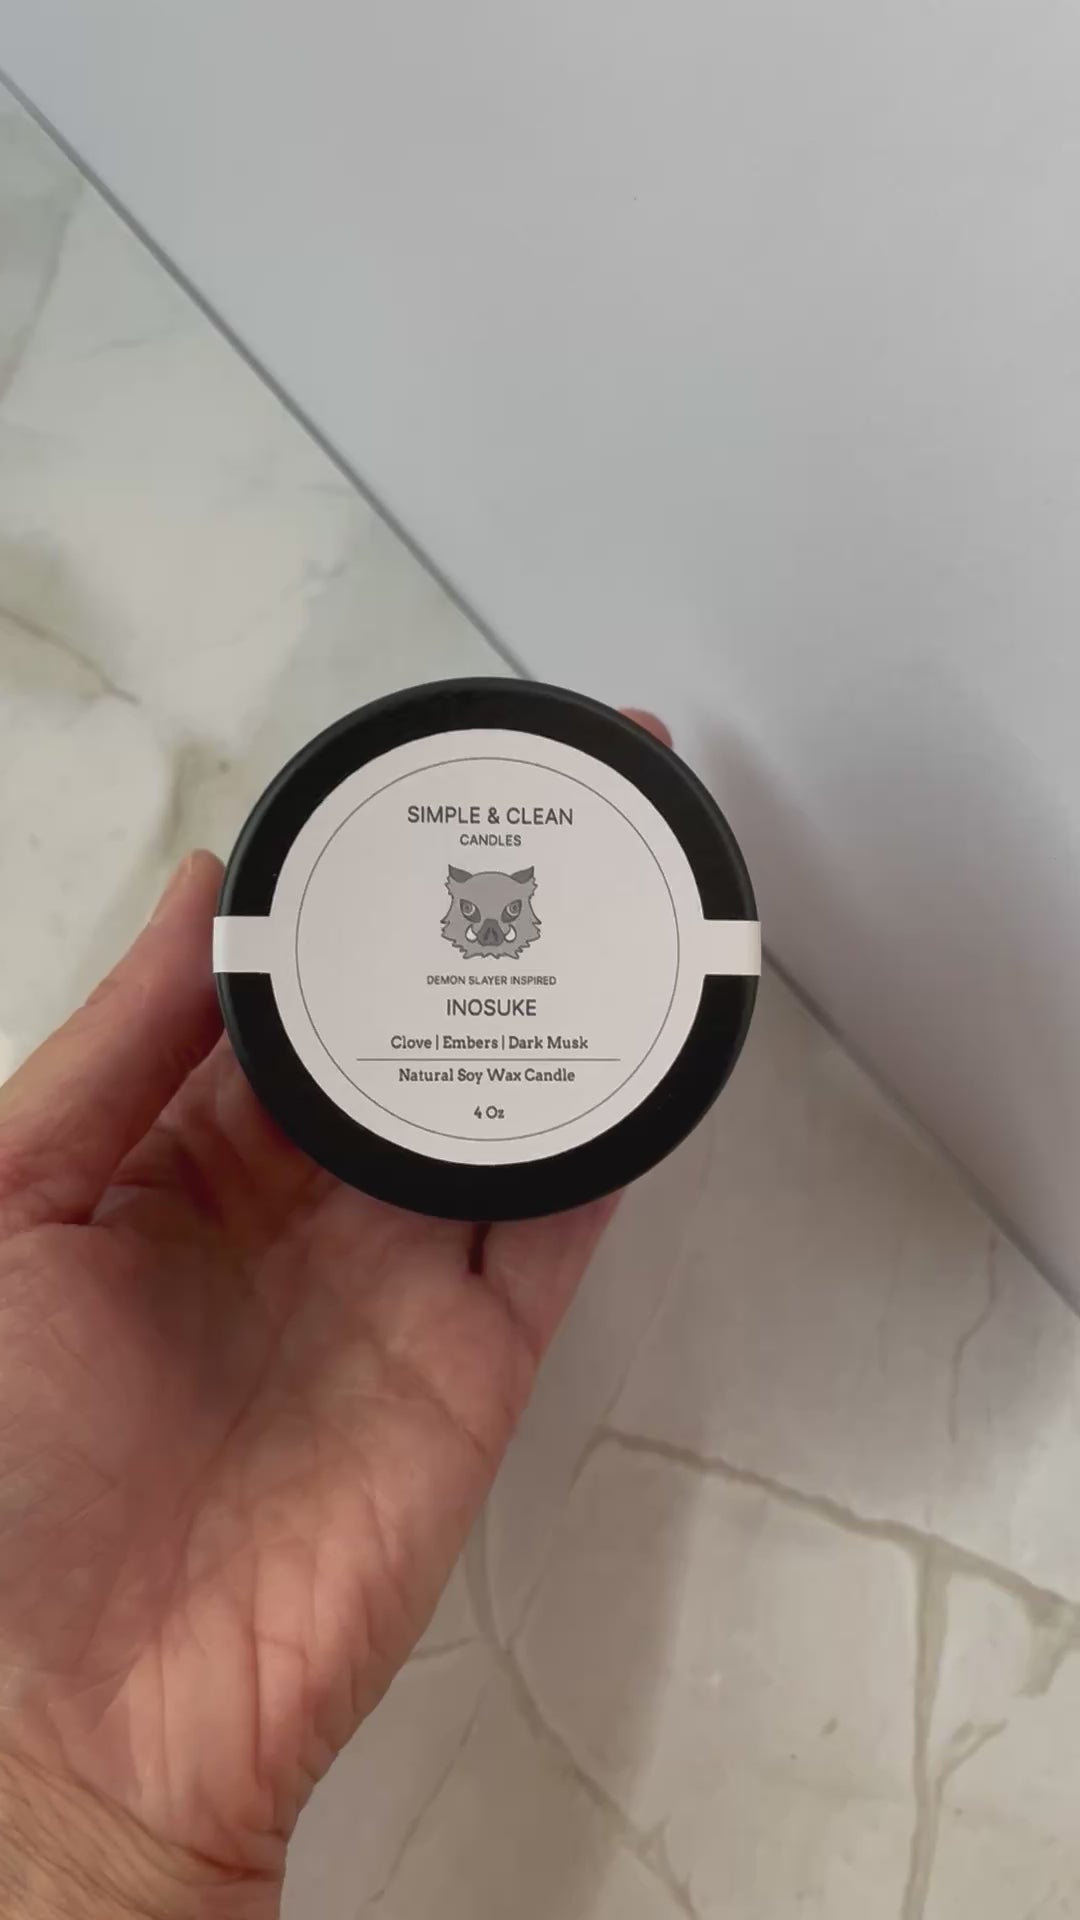 SIMPLE & CLEAN
CANDLES
DEMON SLAYER INSPIRED
INOSUKE
Clove | Embers | Dark Musk
Natural Soy Wax Candle
4 Oz